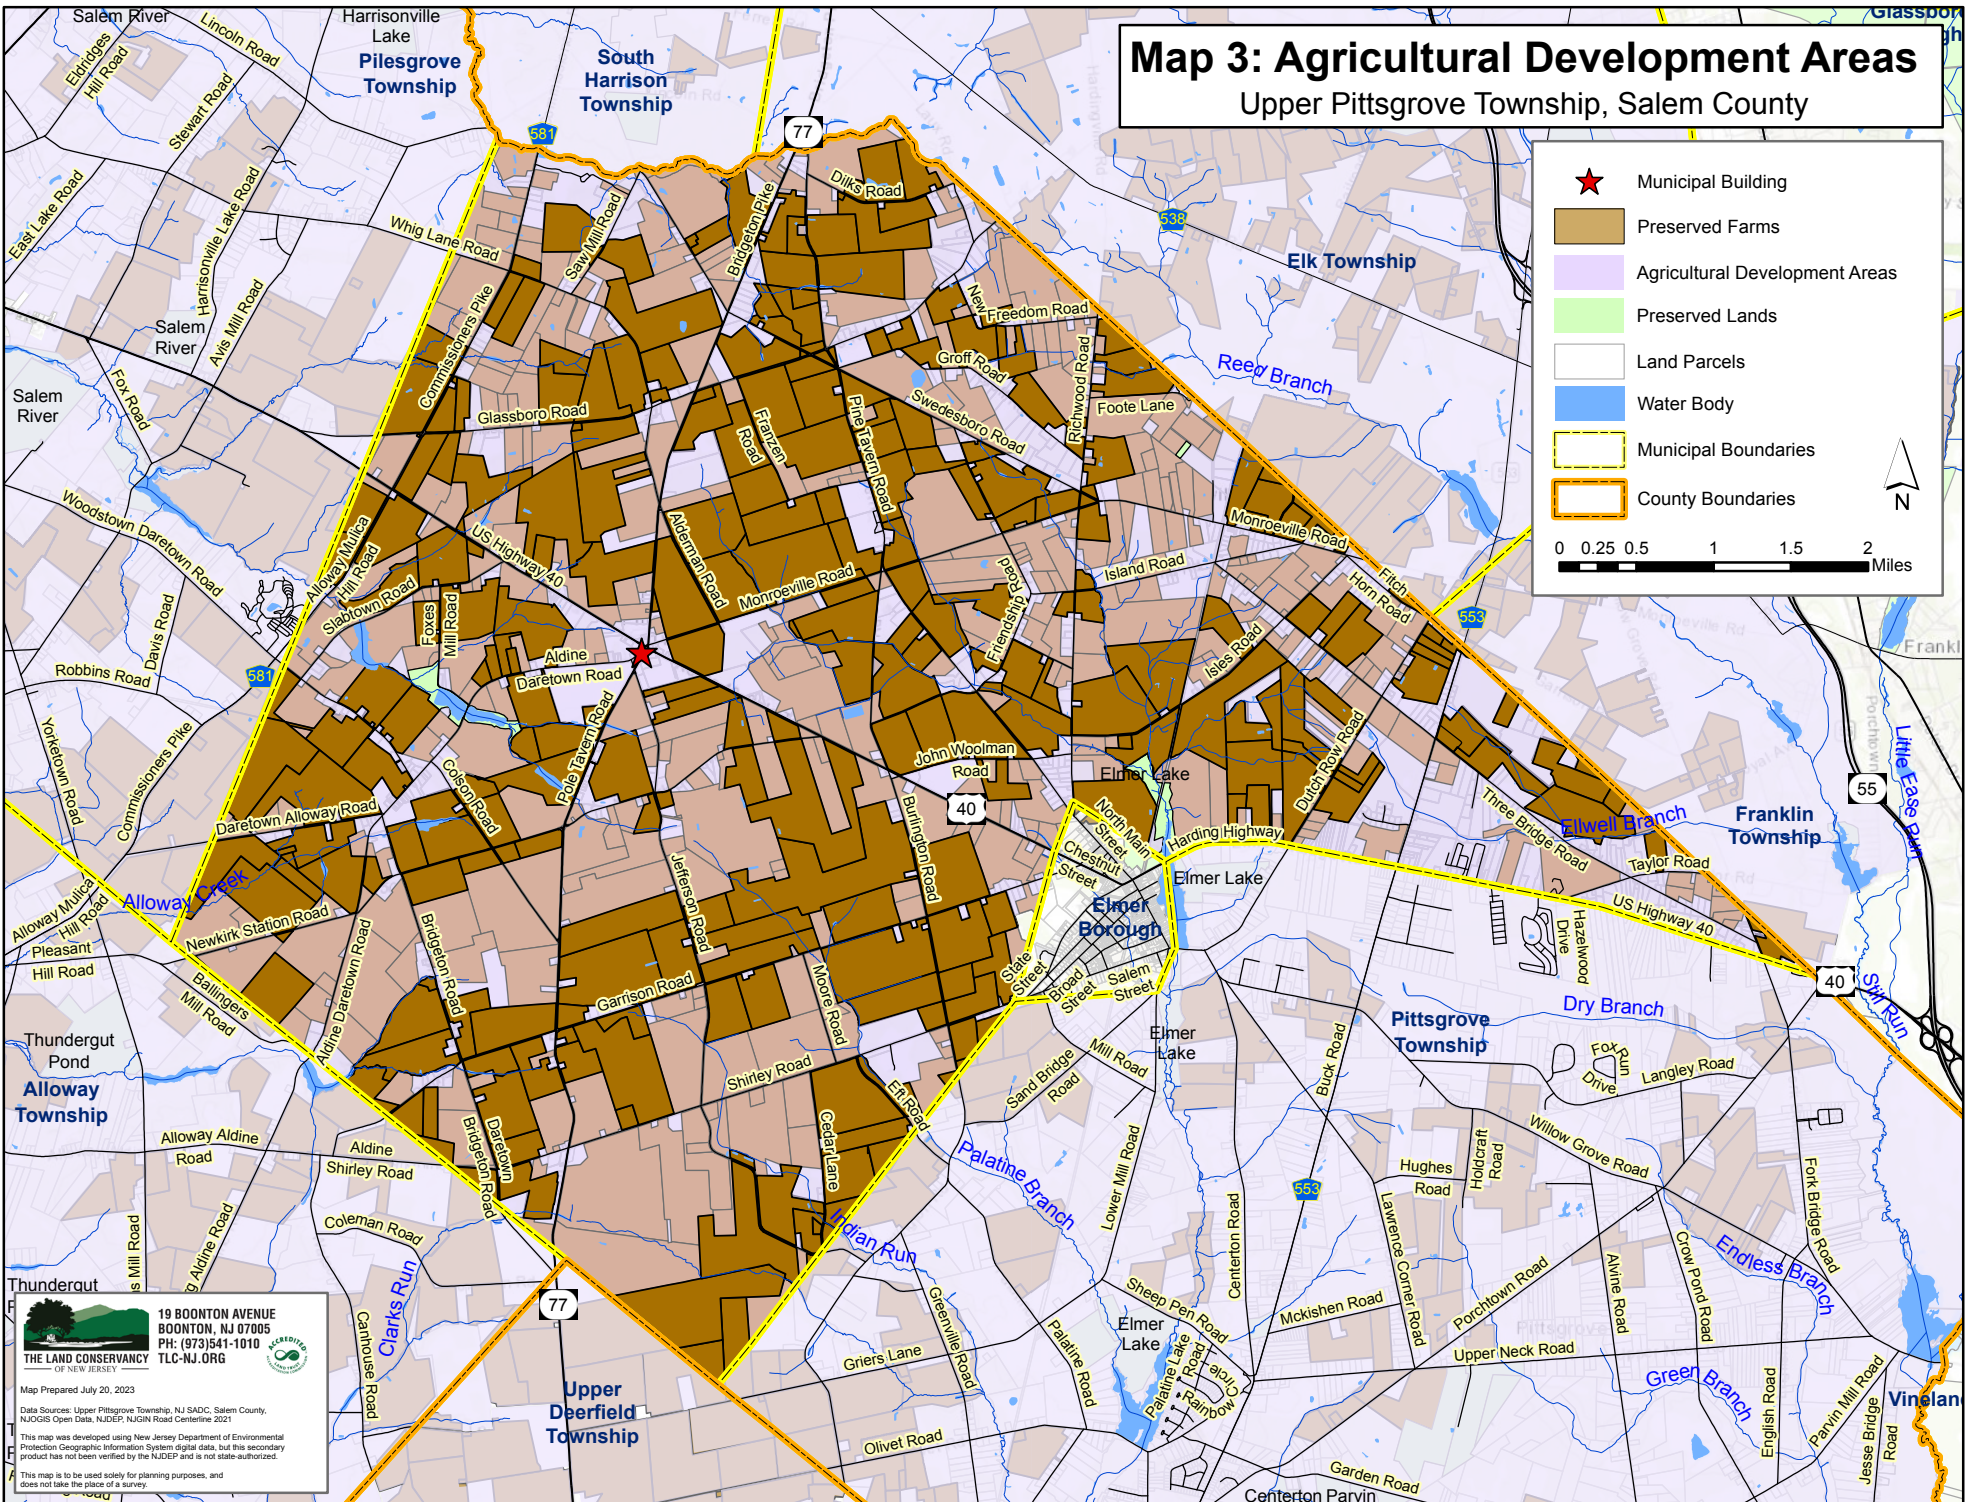 Map 3: Agricultural Development Areas
Upper Pittsgrove Township, Salem County
Municipal Building
Preserved Farms
Agricultural Development Areas
Preserved Lands
Land Parcels
Water Body
Municipal Boundaries
County Boundaries
N
0 0.25 0.5 1 1.5 2
Miles
Salem River
Lincoln Road
Harrisonville
Lake
Pilesgrove
Township
South
Harrison
Township
Eldridges
Hill Road
Stewart Road
581
77
East Lake Road
Harrisonville Lake Road
Whig Lane Road
Saw Mill Road
Bridgeton Pike
Dilks Road
538
Elk Township
Avis Mill Road
Salem
River
Commissioners Pike
New
Freedom Road
Groff Road
Richwood Road
Reed Branch
Fox Road
Salem
River
Glassboro Road
Franzen
Road
Pine Tavern Road
Swedesboro Road
Foote Lane
Woodstown Daretown Road
Alloway Mulica
Hill Road
US Highway 40
Alderman Road
Monroeville Road
Monroeville Road
Island Road
Friendship Road
Fitch
Horn Road
553
Slabtown Road
Foxes
Mill Road
Davis Road
Robbins Road
581
Aldine
Daretown Road
Isles Road
Yorketown Road
Commissioners Pike
Pole Tavern Road
Colson Road
John Woolman
Road
40
Elmer Lake
Dutch Row Road
Three Bridge Road
Ellwell Branch
Franklin
Township
55
Little Ease Run
Daretown Alloway Road
Burlington Road
North Main
Street
Chestnut
Street
Harding Highway
Elmer Lake
Taylor Road
Alloway Creek
Alloway Mulica
Hill Road
Pleasant
Hill Road
Newkirk Station Road
Jefferson Road
Elmer
Borough
US Highway 40
Hazelwood
Drive
Aldine Daretown Road
Bridgeton Road
Garrison Road
Moore Road
State
Street
Broad
Street
Salem
Street
40
Still Run
Ballingers
Mill Road
Thundergut
Pond
Alloway
Township
Shirley Road
Eft Road
Sand Bridge
Road
Mill Road
Elmer
Lake
Buck Road
Pittsgrove
Township
Dry Branch
Fox Run
Drive
Langley Road
Alloway Aldine
Road
Aldine
Shirley Road
Daretown
Bridgeton Road
Cedar Lane
Palatine Branch
Lower Mill Road
553
Hughes
Road
Holdcraft
Road
Willow Grove Road
Fork Bridge Road
Coleman Road
Indian Run
Centerton Road
Lawrence Corner Road
Endless Branch
Clarks Run
77
Greenville Road
Sheep Pen Road
Mckishen Road
Porchtown Road
Alvine Road
Crow Pond Road
Thundergut
Canhouse Road
Griers Lane
Palatine Road
Elmer
Lake
Palatine Lake
Road
Rainbow
Circle
Upper Neck Road
Green Branch
English Road
Parvin Mill Road
Jesse Bridge
Road
Upper
Deerfield
Township
Olivet Road
Garden Road
Centerton Parvin
19 BOONTON AVENUE
BOONTON, NJ 07005
PH: (973)541-1010
TLC-NJ.ORG
THE LAND CONSERVANCY
OF NEW JERSEY
ACCREDITED
Map Prepared July 20, 2023
Data Sources: Upper Pittsgrove Township, NJ SADC, Salem County,
NJOGIS Open Data, NJDEP, NJGIN Road Centerline 2021
This map was developed using New Jersey Department of Environmental
Protection Geographic Information System digital data, but this secondary
product has not been verified by the NJDEP and is not state-authorized.
This map is to be used solely for planning purposes, and
does not take the place of a survey.